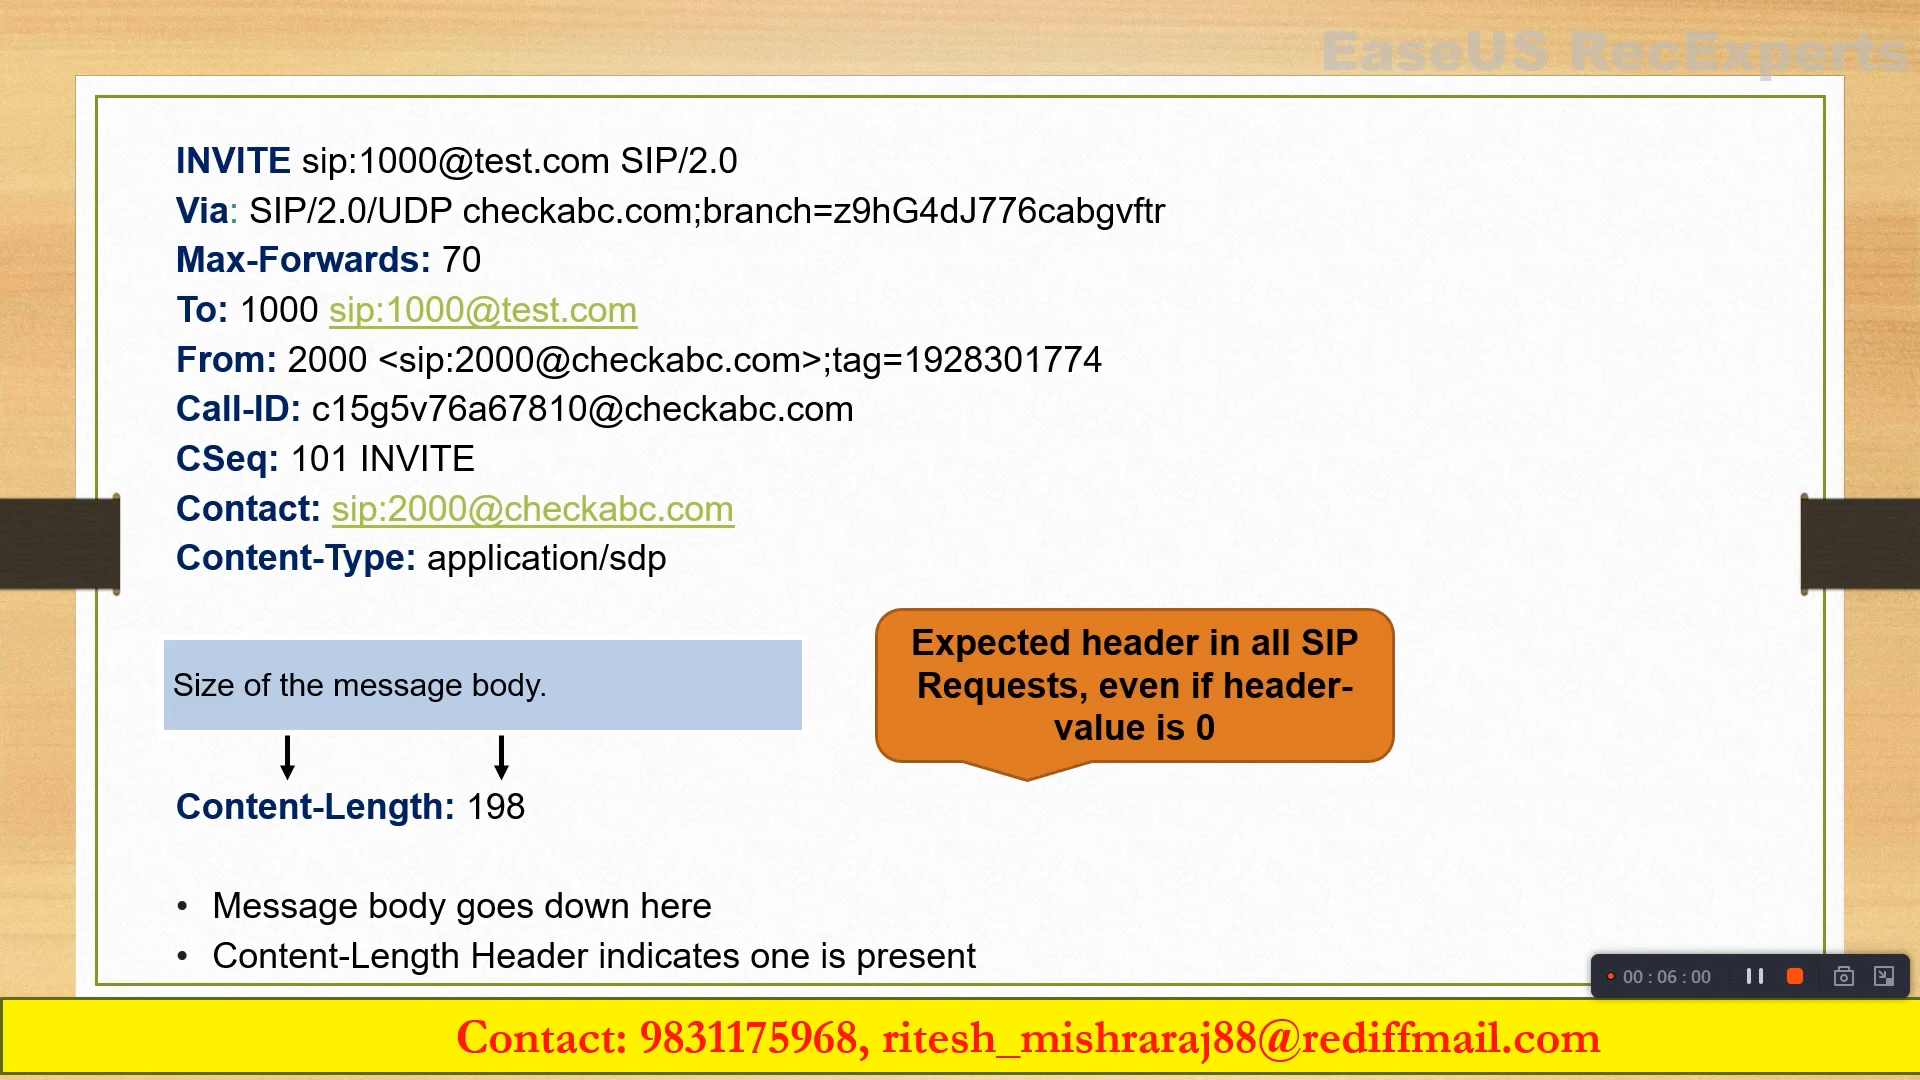 EaseUS RecExperts
INVITE sip:1000@test.com SIP/2.0
Via: SIP/2.0/UDP checkabc.com;branch=z9hG4dJ776cabgvftr
Max-Forwards: 70
To: 1000 sip:1000@test.com
From: 2000 <sip:2000@checkabc.com>;tag=1928301774
Call-ID: c15g5v76a67810@checkabc.com
CSeq: 101 INVITE
Contact: sip:2000@checkabc.com
Content-Type: application/sdp
Size of the message body.
Expected header in all SIP
Requests, even if header-
value is 0
Content-Length: 198
• Message body goes down here
• Content-Length Header indicates one is present
00 : 06 : 00
Contact: 9831175968, ritesh_mishraraj88@rediffmail.com